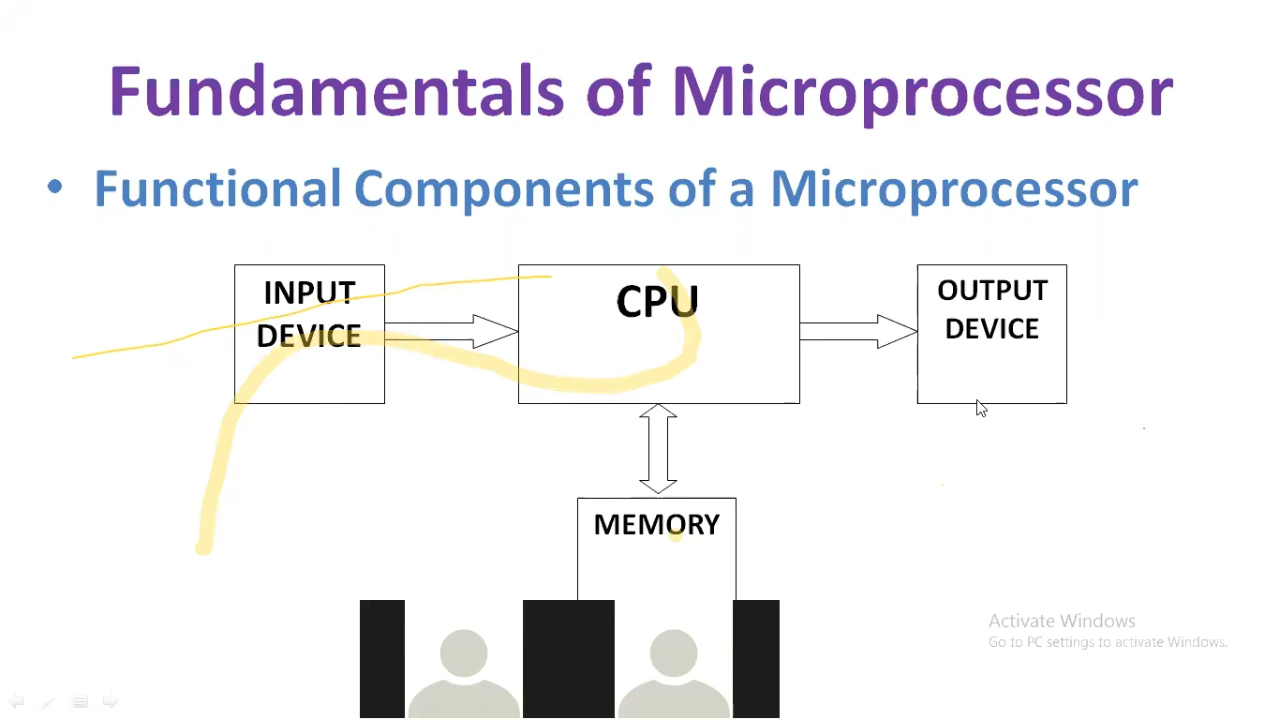 Fundamentals of Microprocessor
• Functional Components of a Microprocessor
INPUT
DEVICE
CPU
OUTPUT
DEVICE
MEMORY
Activate Windows
Go to PC settings to activate Windows.